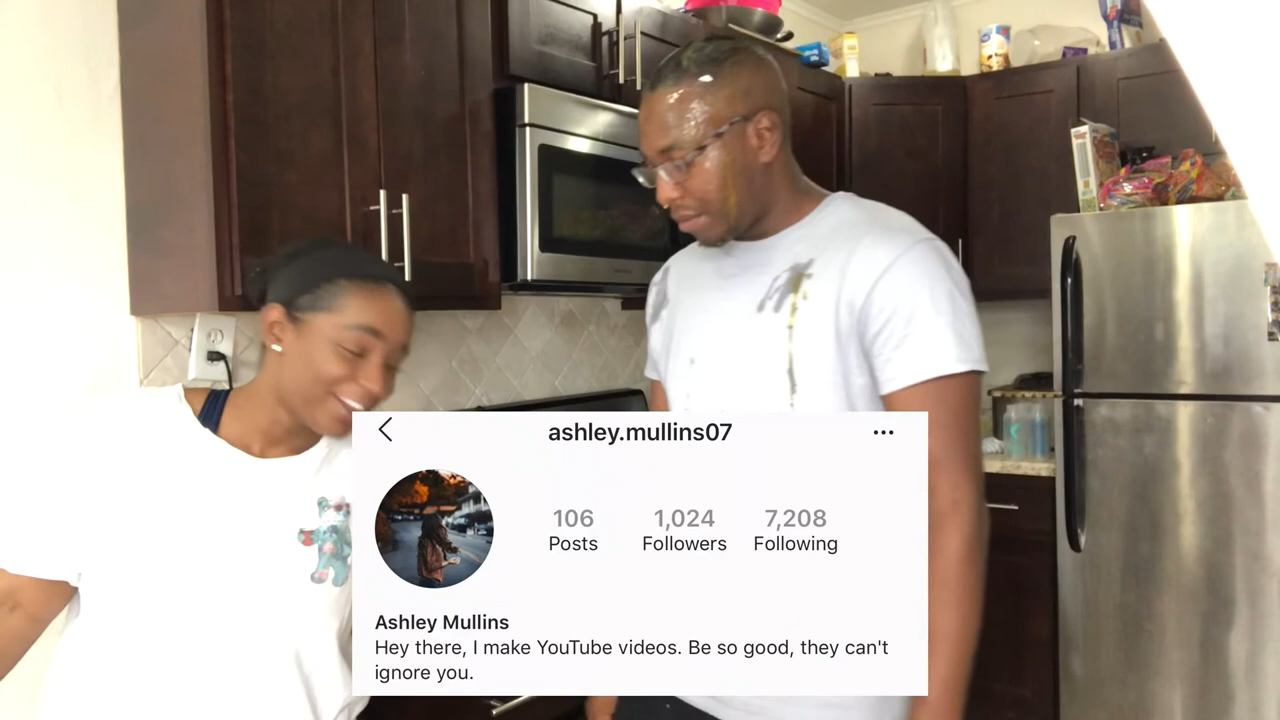 ashley.mullins07
106
1,024
7,208
Posts
Followers
Following
Ashley Mullins
Hey there, I make YouTube videos. Be so good, they can't
ignore you.